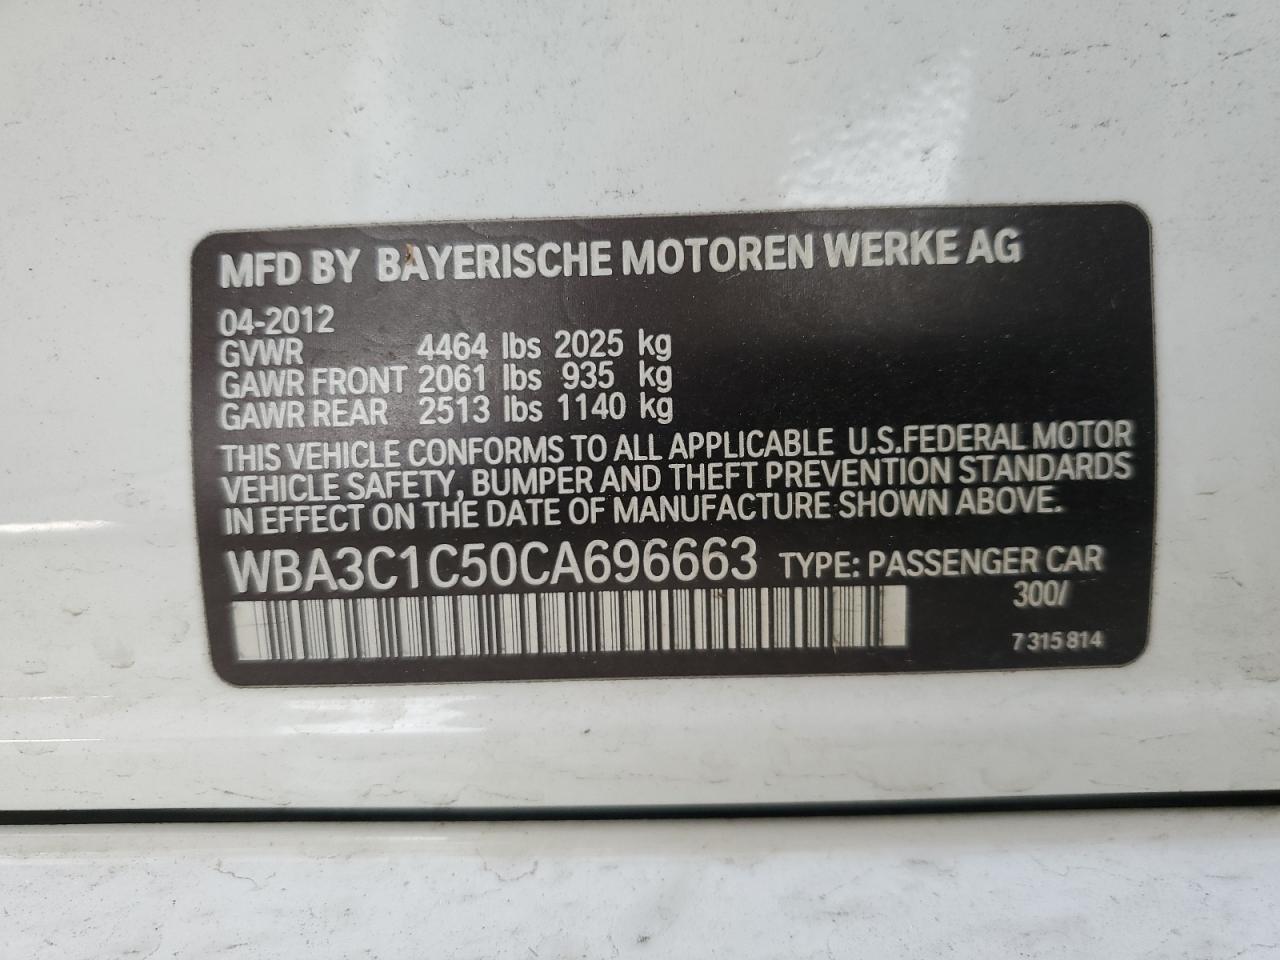 MFD BY BAYERISCHE MOTOREN WERKE AG
04-2012
GVWR 4464 lbs 2025 kg
GAWR FRONT 2061 lbs 935 kg
GAWR REAR 2513 lbs 1140 kg
THIS VEHICLE CONFORMS TO ALL APPLICABLE U.S.FEDERAL MOTOR
VEHICLE SAFETY, BUMPER AND THEFT PREVENTION STANDARDS
IN EFFECT ON THE DATE OF MANUFACTURE SHOWN ABOVE.
WBA3C1C50CA696663 TYPE: PASSENGER CAR
300/
7 315 814